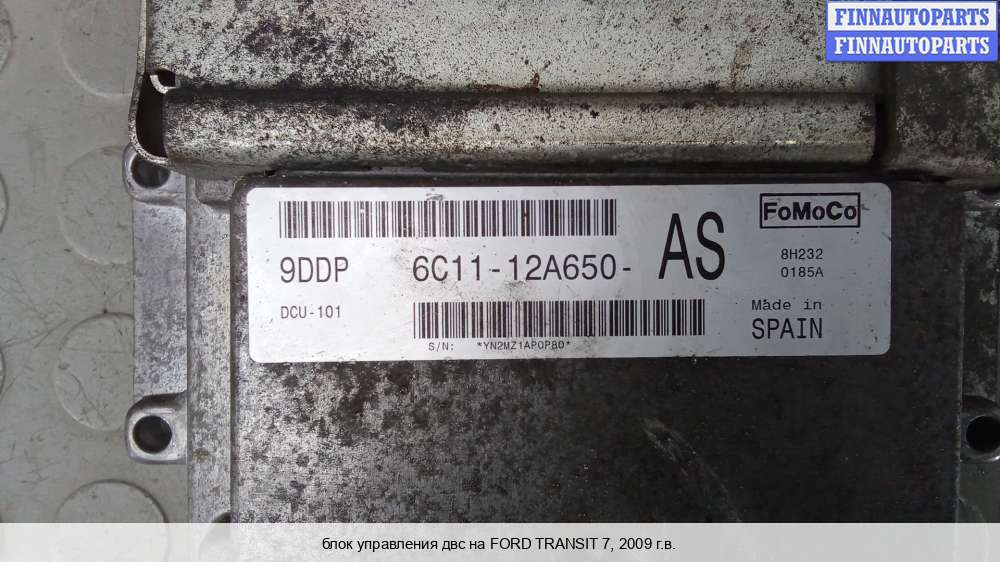 FINNAUTOPARTS
FINNAUTOPARTS
FoMoCo
9DDP 6C11-12A650- AS
8H232
0185A
DCU-101
Made in
SPAIN
S/N: *YN2MZ1AP0P80*
блок управления двс на FORD TRANSIT 7, 2009 г.в.